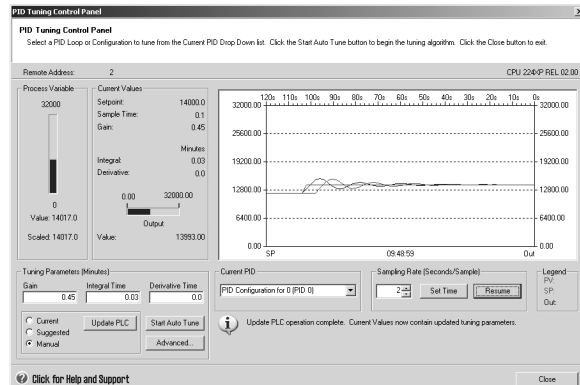 PID Tuning Control Panel
PID Tuning Control Panel
Select a PID Loop or Configuration to tune from the Current PID Drop Down list. Click the Start Auto Tune button to begin the tuning algorithm. Click the Close button to exit.
Remote Address: 2 CPU 224XP REL 02.00
Process Variable
32000
0
Value: 14017.0
Scaled: 14017.0
Current Values
Setpoint: 14000.0
Sample Time: 0.1
Gain: 0.45
Minutes
Integral: 0.03
Derivative: 0.0
0.00 32000.00
Output
Value: 13993.00
120s 110s 100s 90s 80s 70s 60s 50s 40s 30s 20s 10s 0s
32000.00 32000.00
25600.00 25600.00
19200.00 19200.00
12800.00 12800.00
6400.00 6400.00
0.00 0.00
SP 09:48:59 Out
Tuning Parameters (Minutes)
Gain Integral Time Derivative Time
0.45 0.03 0.0
Current
Suggested
Manual
Update PLC
Start Auto Tune
Advanced...
Current PID
PID Configuration for 0 (PID 0)
Sampling Rate (Seconds/Sample)
2 Set Time Resume
Legend
PV:
SP:
Out:
Update PLC operation complete. Current Values now contain updated tuning parameters.
Click for Help and Support
Close